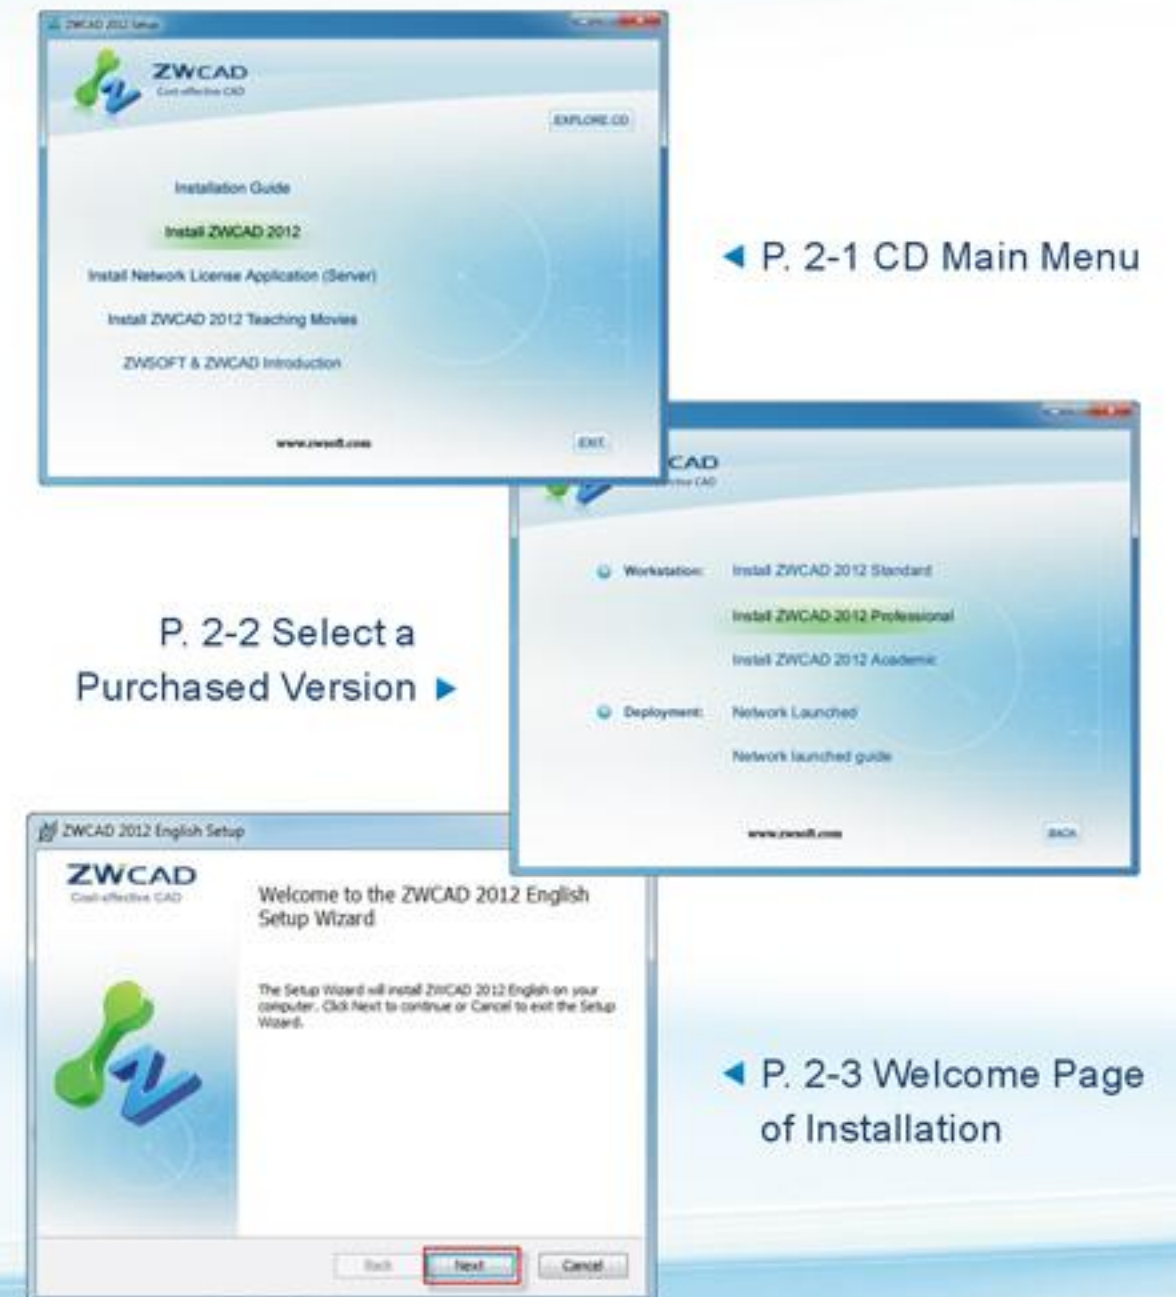 ZWCAD 2012 Setup
ZWCAD
Cost-effective CAD
EXPLORE CD
Installation Guide
Install ZWCAD 2012
Install Network License Application (Server)
Install ZWCAD 2012 Teaching Movies
ZWSOFT & ZWCAD Introduction
www.zwsoft.com
EXIT
◀ P. 2-1 CD Main Menu
CAD
ctive CAD
Workstation:
Install ZWCAD 2012 Standard
Install ZWCAD 2012 Professional
Install ZWCAD 2012 Academic
Deployment:
Network Launched
Network launched guide
www.zwsoft.com
BACK
P. 2-2 Select a
Purchased Version ▶
ZWCAD 2012 English Setup
ZWCAD
Cost-effective CAD
Welcome to the ZWCAD 2012 English
Setup Wizard
The Setup Wizard will install ZWCAD 2012 English on your
computer. Click Next to continue or Cancel to exit the Setup
Wizard.
Back
Next
Cancel
◀ P. 2-3 Welcome Page
of Installation